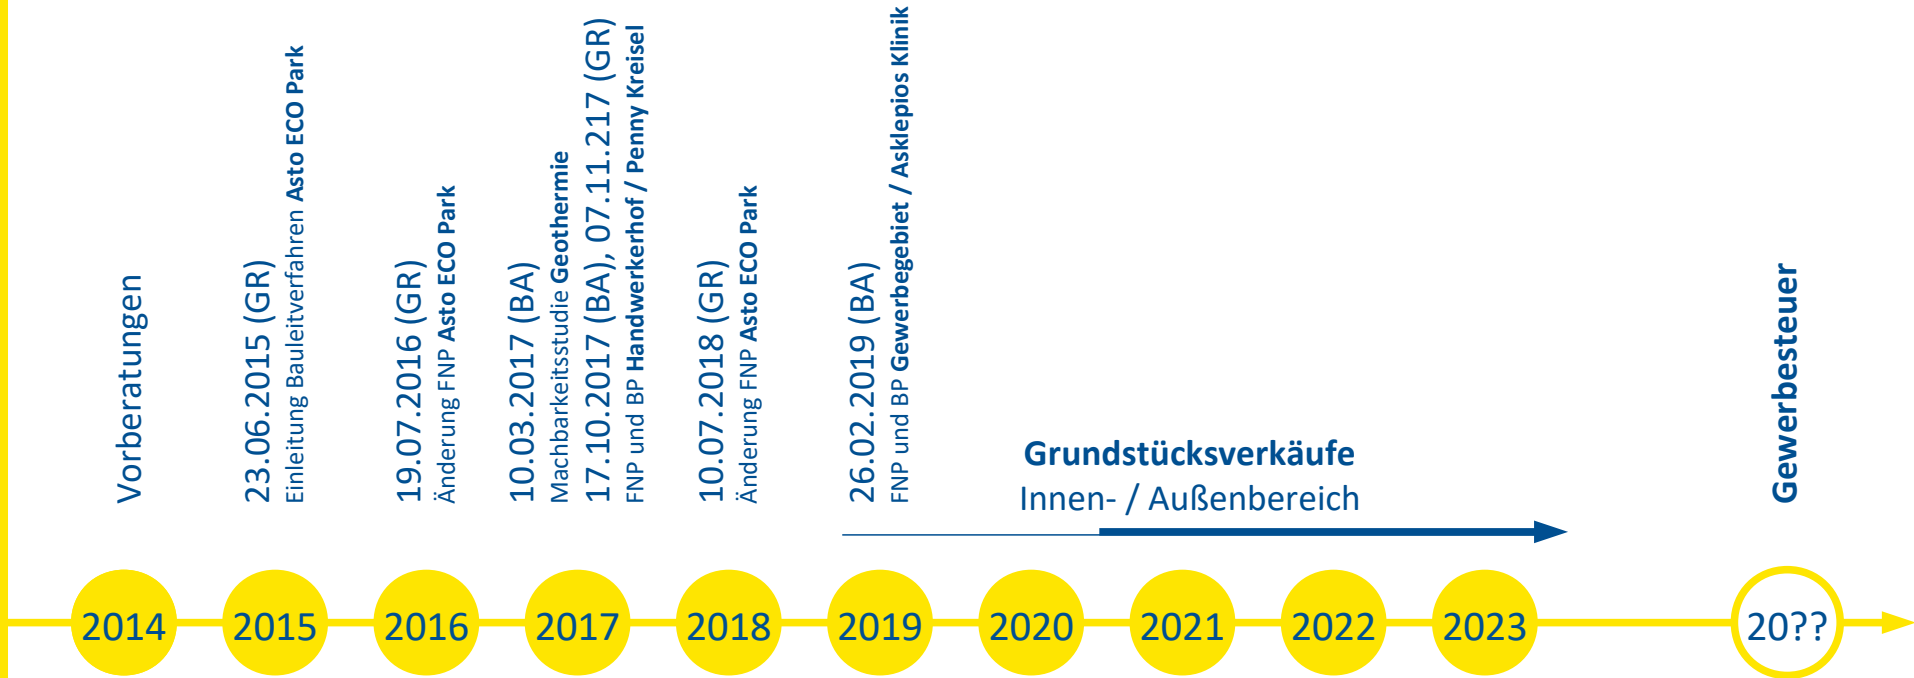 Vorberatungen
23.06.2015 (GR)
Einleitung Bauleitverfahren Asto ECO Park
19.07.2016 (GR)
Änderung FNP Asto ECO Park
10.03.2017 (BA)
Machbarkeitsstudie Geothermie
17.10.2017 (BA), 07.11.217 (GR)
FNP und BP Handwerkerhof / Penny Kreisel
10.07.2018 (GR)
Änderung FNP Asto ECO Park
26.02.2019 (BA)
FNP und BP Gewerbegebiet / Asklepios Klinik
Grundstücksverkäufe
Innen- / Außenbereich
Gewerbesteuer
2014
2015
2016
2017
2018
2019
2020
2021
2022
2023
20??